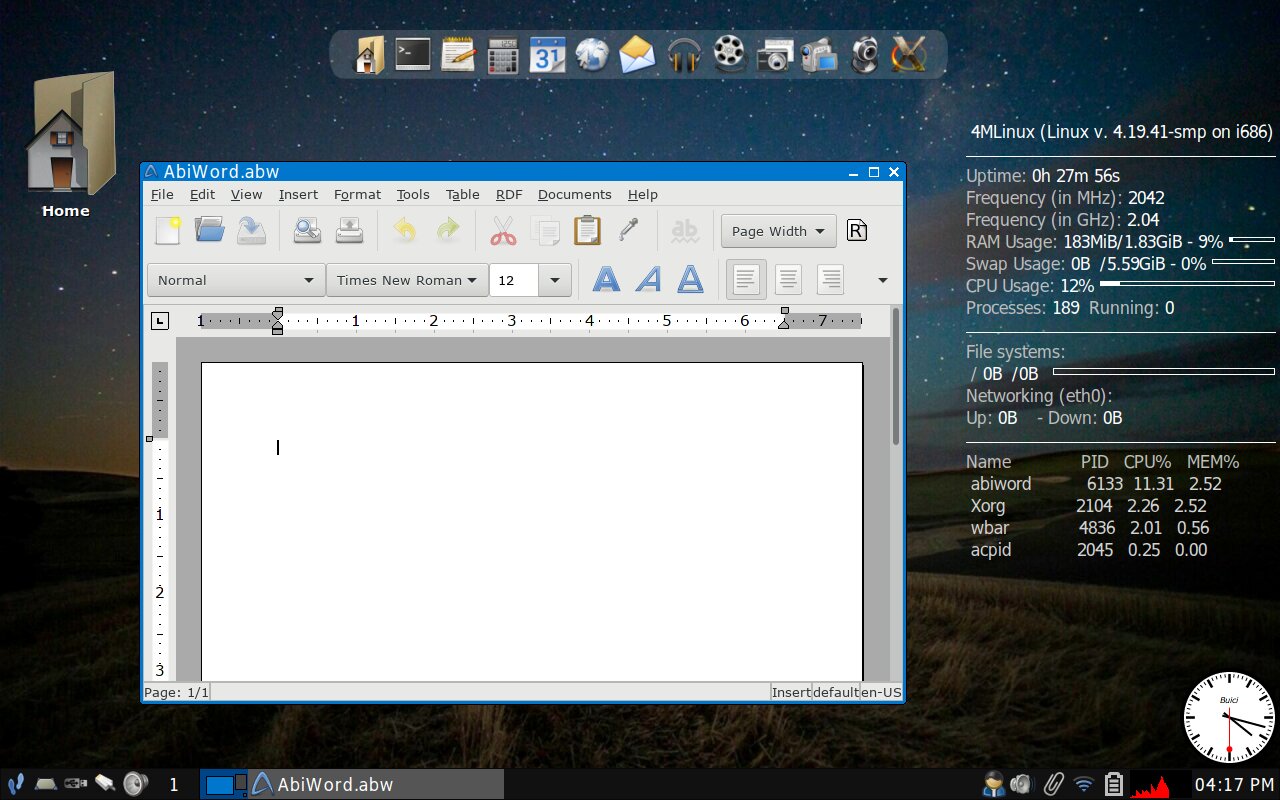 31
Home
4MLinux (Linux v. 4.19.41-smp on i686)
Uptime: 0h 27m 56s
Frequency (in MHz): 2042
Frequency (in GHz): 2.04
RAM Usage: 183MiB/1.83GiB - 9%
Swap Usage: 0B /5.59GiB - 0%
CPU Usage: 12%
Processes: 189 Running: 0
File systems:
/ 0B /0B
Networking (eth0):
Up: 0B - Down: 0B
Name PID CPU% MEM%
abiword 6133 11.31 2.52
Xorg 2104 2.26 2.52
wbar 4836 2.01 0.56
acpid 2045 0.25 0.00
AbiWord.abw
File Edit View Insert Format Tools Table RDF Documents Help
ab Page Width R
Normal Times New Roman 12 A A A
1 1 2 3 4 5 6 7
1
2
3
Page: 1/1 Insert default en-US
Buici
1 AbiWord.abw 04:17 PM